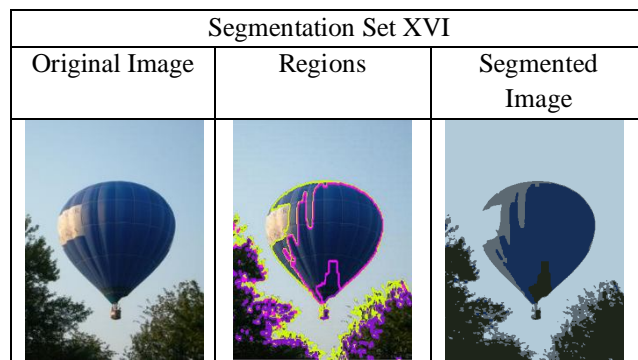 Segmentation Set XVI
Original Image
Regions
Segmented
Image